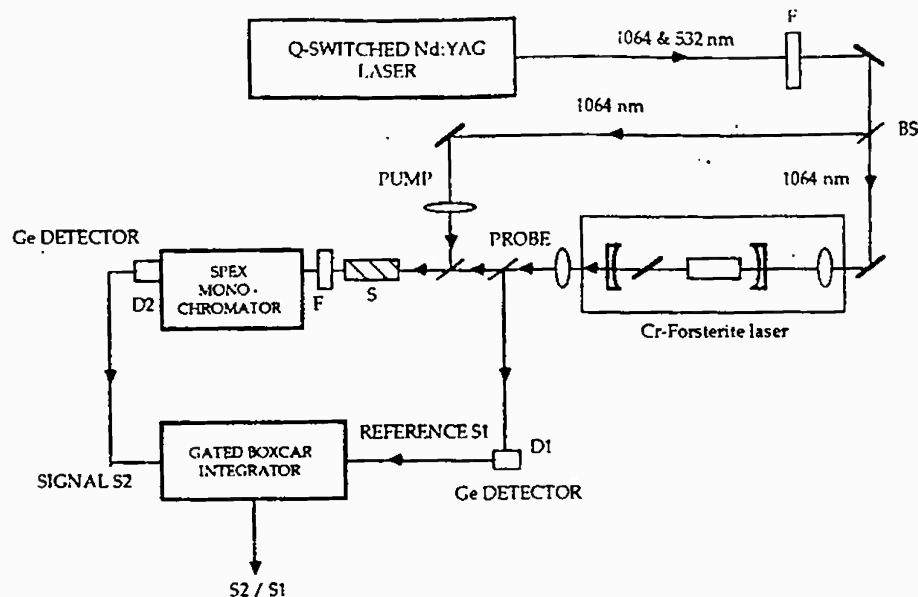 Q-SWITCHED Nd:YAG
LASER
1064 & 532 nm
F
1064 nm
BS
PUMP
1064 nm
Ge DETECTOR
PROBE
SPEX
MONO-
CHROMATOR
D2
F
S
Cr-Forsterite laser
REFERENCE S1
D1
GATED BOXCAR
INTEGRATOR
SIGNAL S2
Ge DETECTOR
S2 / S1